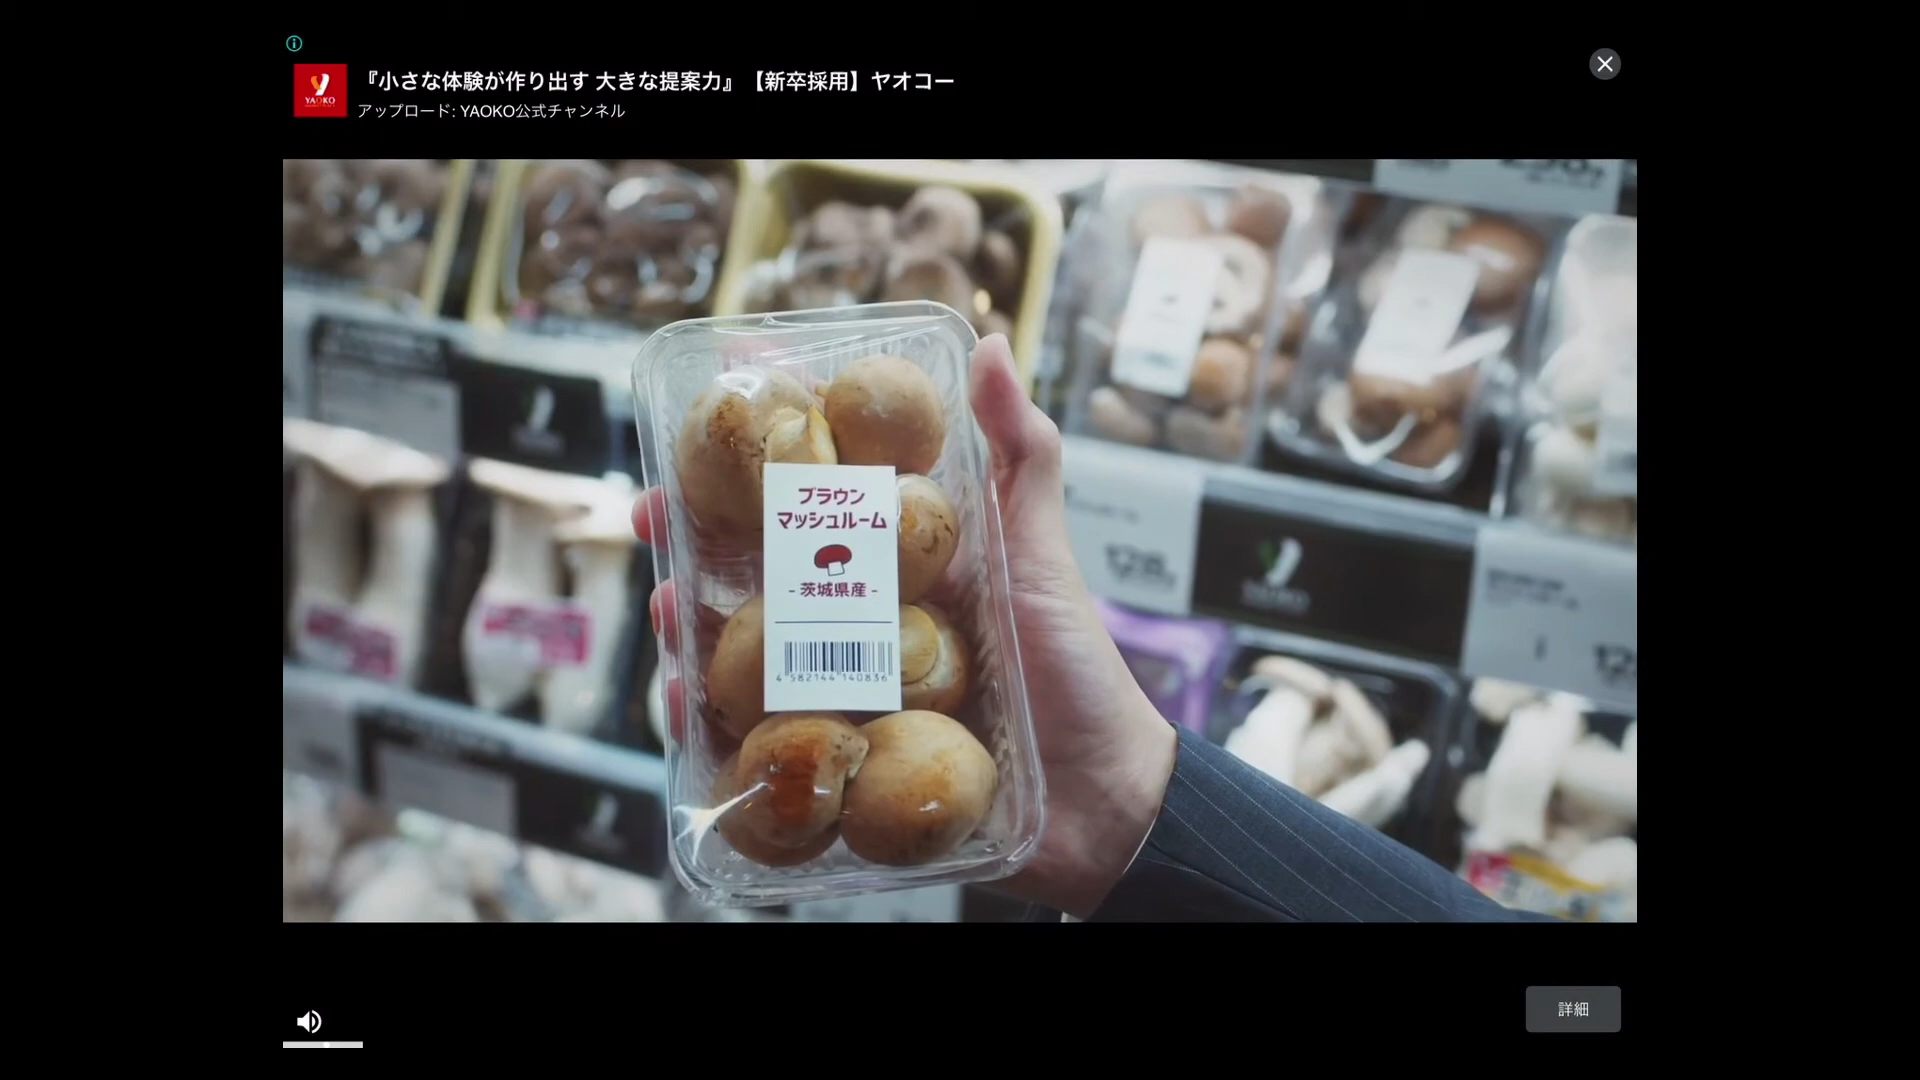 『小さな体験が作り出す 大きな提案力』【新卒採用】ヤオコー
YAOKO
アップロード: YAOKO公式チャンネル
ブラウン
マッシュルーム
- 茨城県産 -
4 582144 140836
YAOKO
詳細